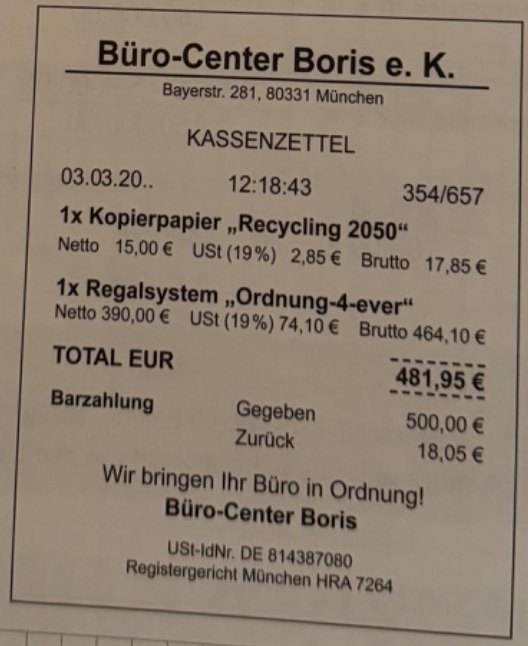 Büro-Center Boris e. K.
Bayerstr. 281, 80331 München
KASSENZETTEL
03.03.20.. 12:18:43 354/657
1x Kopierpapier „Recycling 2050“
Netto 15,00 € USt (19%) 2,85 € Brutto 17,85 €
1x Regalsystem „Ordnung-4-ever“
Netto 390,00 € USt (19%) 74,10 € Brutto 464,10 €
TOTAL EUR 481,95 €
Barzahlung Gegeben 500,00 €
Zurück 18,05 €
Wir bringen Ihr Büro in Ordnung!
Büro-Center Boris
USt-IdNr. DE 814387080
Registergericht München HRA 7264